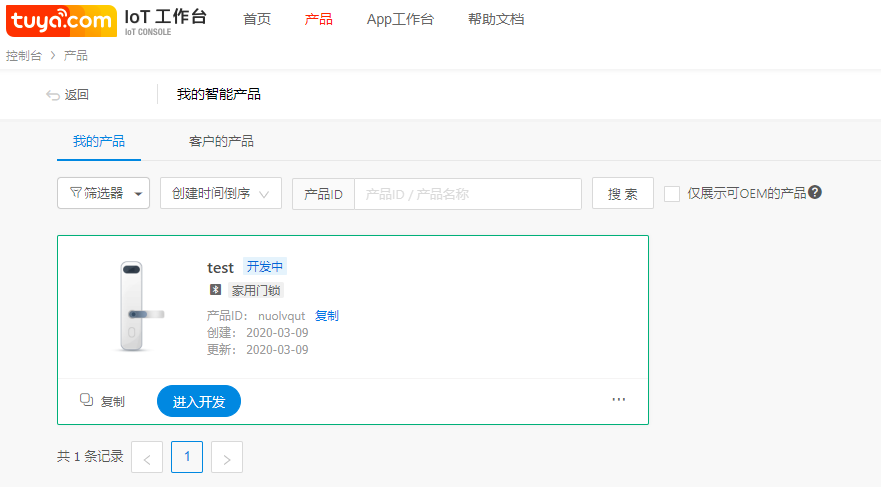 tuya.com IoT 工作台 首页 产品 App工作台 帮助文档
IoT CONSOLE
控制台 > 产品
返回 我的智能产品
我的产品 客户的产品
筛选器 创建时间倒序 产品ID 产品ID / 产品名称 搜 索 仅展示可OEM的产品?
test 开发中
家用门锁
产品ID: nuolvqut 复制
创建: 2020-03-09
更新: 2020-03-09
复制 进入开发 ...
共 1 条记录 < 1 >